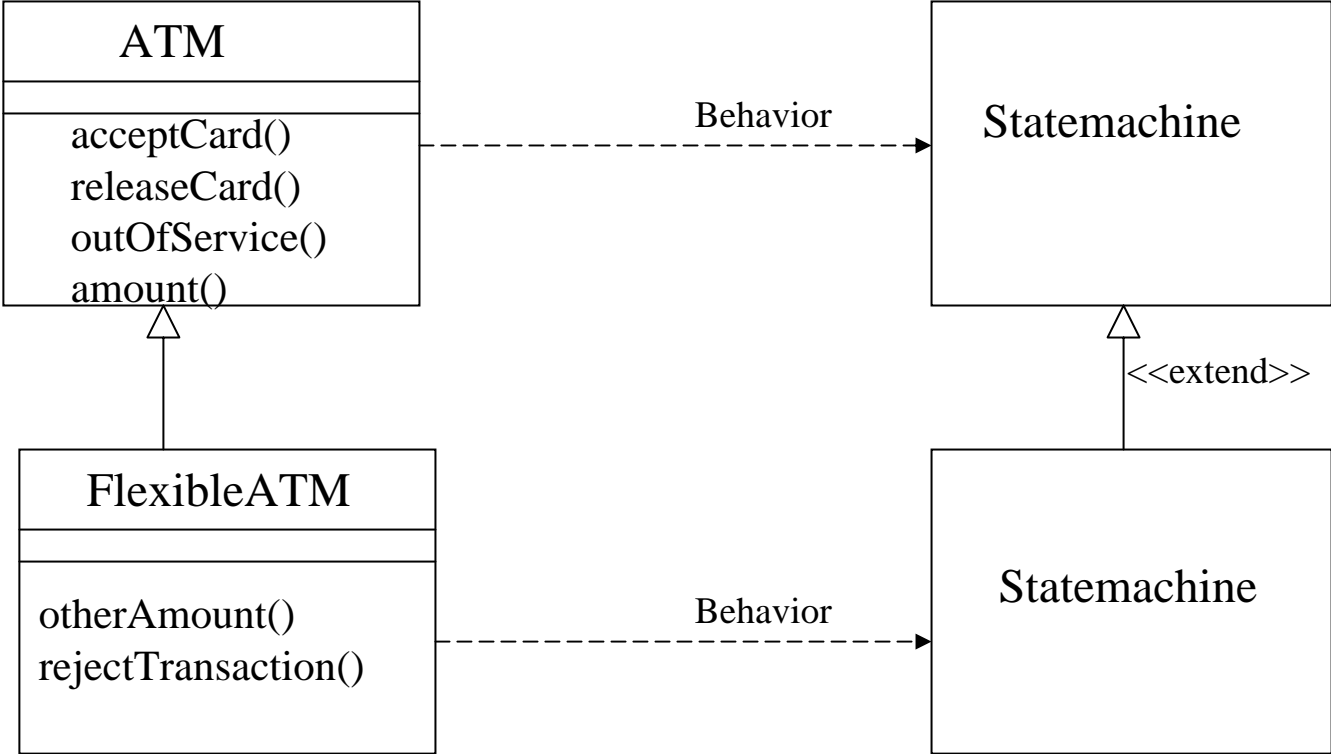 ATM
acceptCard()
releaseCard()
outOfService()
amount()
Behavior
Statemachine
<<extend>>
FlexibleATM
otherAmount()
rejectTransaction()
Behavior
Statemachine